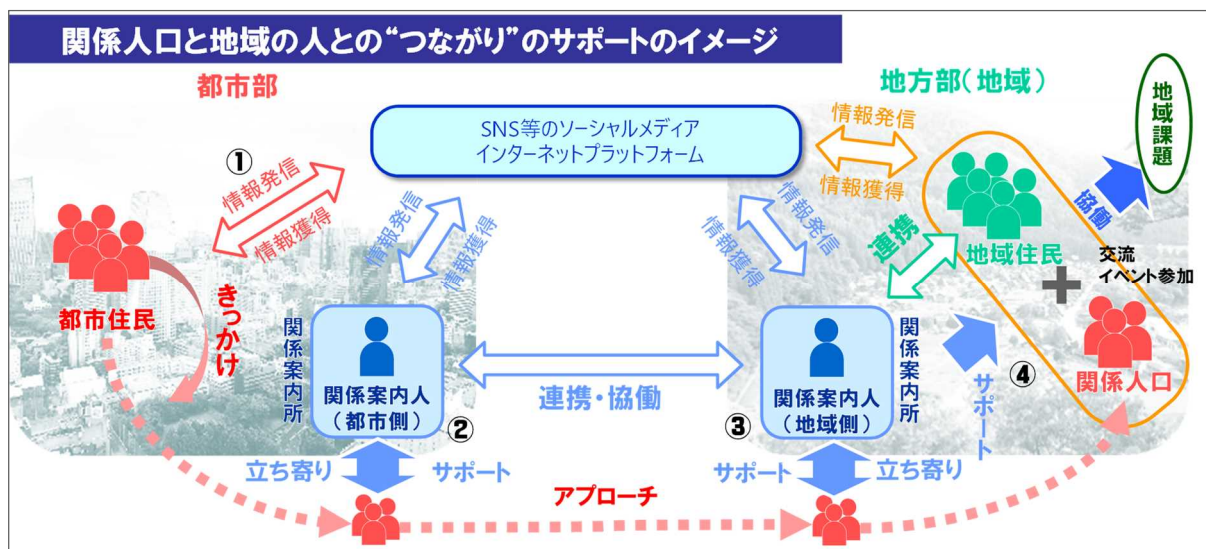 関係人口と地域の人との“つながり”のサポートのイメージ
都市部
地方部(地域)
地域課題
SNS等のソーシャルメディア
インターネットプラットフォーム
①
情報発信
情報獲得
情報発信
情報獲得
情報発信
情報獲得
情報発信
情報獲得
協働
地域住民
連携
交流
イベント参加
都市住民
きっかけ
関係案内所
関係案内人
(都市側)
②
連携・協働
③
関係案内人
(地域側)
関係案内所
サポート
④
関係人口
立ち寄り
サポート
アプローチ
サポート
立ち寄り